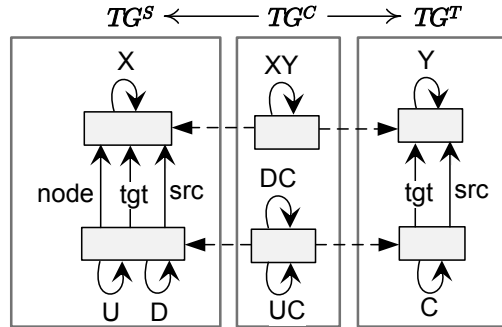 TG^S ← TG^C → TG^T
X XY Y
DC
node tgt src tgt src
U D UC C